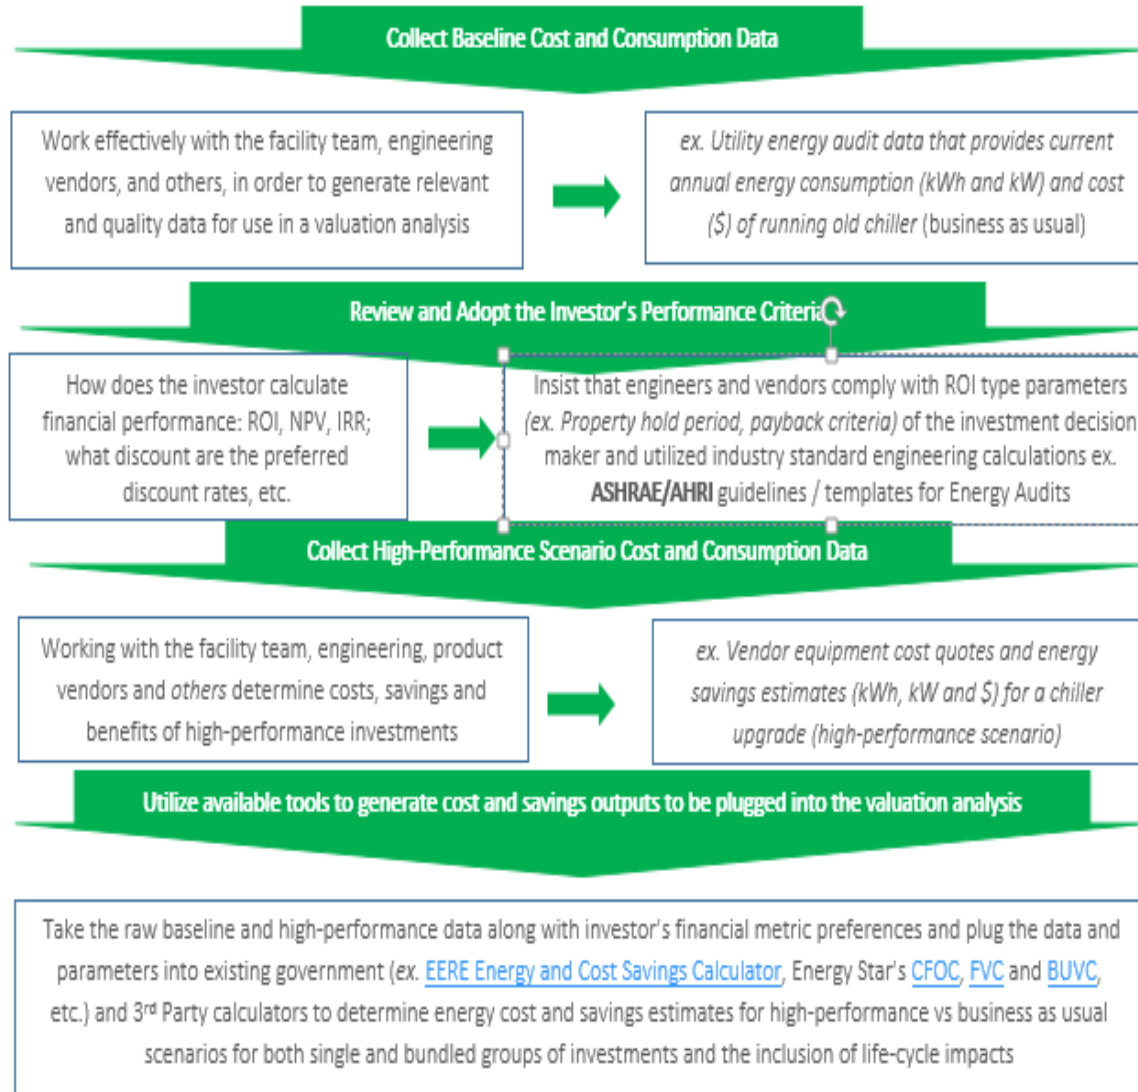 Collect Baseline Cost and Consumption Data
Work effectively with the facility team, engineering
vendors, and others, in order to generate relevant
and quality data for use in a valuation analysis
ex. Utility energy audit data that provides current
annual energy consumption (kWh and kW) and cost
($) of running old chiller (business as usual)
Review and Adopt the Investor's Performance Criteria
How does the investor calculate
financial performance: ROI, NPV, IRR;
what discount are the preferred
discount rates, etc.
Insist that engineers and vendors comply with ROI type parameters
(ex. Property hold period, payback criteria) of the investment decision
maker and utilized industry standard engineering calculations ex.
ASHRAE/AHRI guidelines / templates for Energy Audits
Collect High-Performance Scenario Cost and Consumption Data
Working with the facility team, engineering, product
vendors and others determine costs, savings and
benefits of high-performance investments
ex. Vendor equipment cost quotes and energy
savings estimates (kWh, kW and $) for a chiller
upgrade (high-performance scenario)
Utilize available tools to generate cost and savings outputs to be plugged into the valuation analysis
Take the raw baseline and high-performance data along with investor's financial metric preferences and plug the data and
parameters into existing government (ex. EERE Energy and Cost Savings Calculator, Energy Star's CFOC, FVC and BUVC,
etc.) and 3rd Party calculators to determine energy cost and savings estimates for high-performance vs business as usual
scenarios for both single and bundled groups of investments and the inclusion of life-cycle impacts